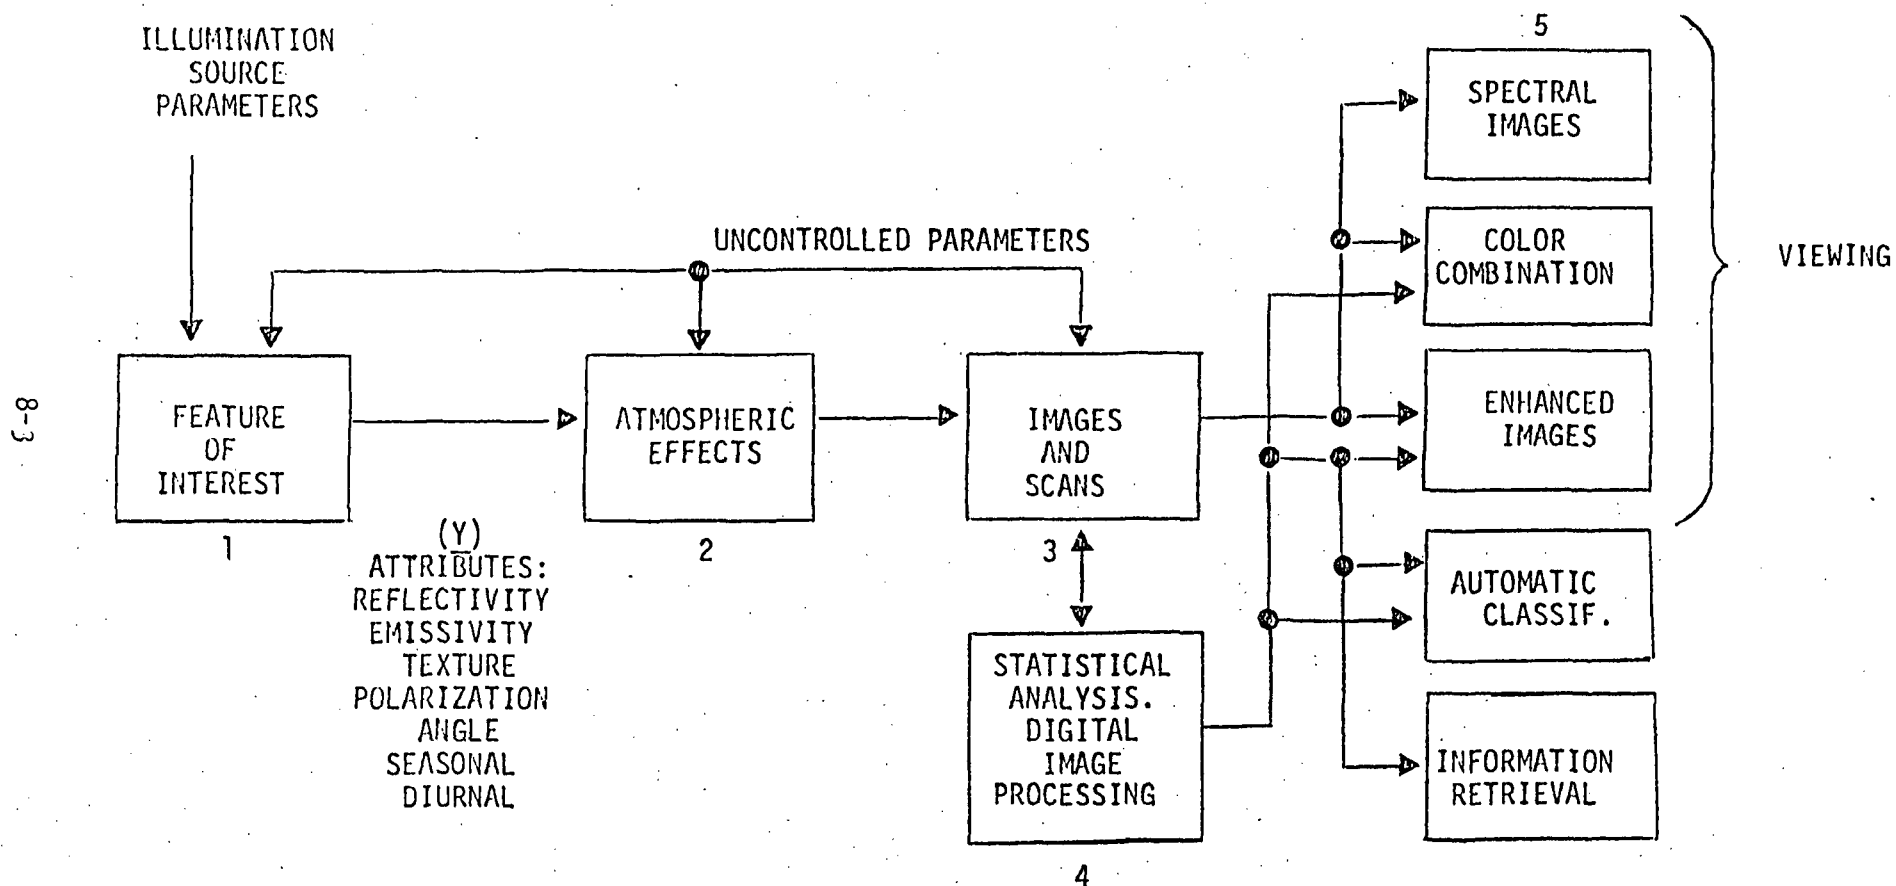 ILLUMINATION
SOURCE
PARAMETERS
UNCONTROLLED PARAMETERS
FEATURE
OF
INTEREST
1
(Y)
ATTRIBUTES:
REFLECTIVITY
EMISSIVITY
TEXTURE
POLARIZATION
ANGLE
SEASONAL
DIURNAL
ATMOSPHERIC
EFFECTS
2
IMAGES
AND
SCANS
3
STATISTICAL
ANALYSIS.
DIGITAL
IMAGE
PROCESSING
4
5
SPECTRAL
IMAGES
COLOR
COMBINATION
ENHANCED
IMAGES
VIEWING
AUTOMATIC
CLASSIF.
INFORMATION
RETRIEVAL
8-3